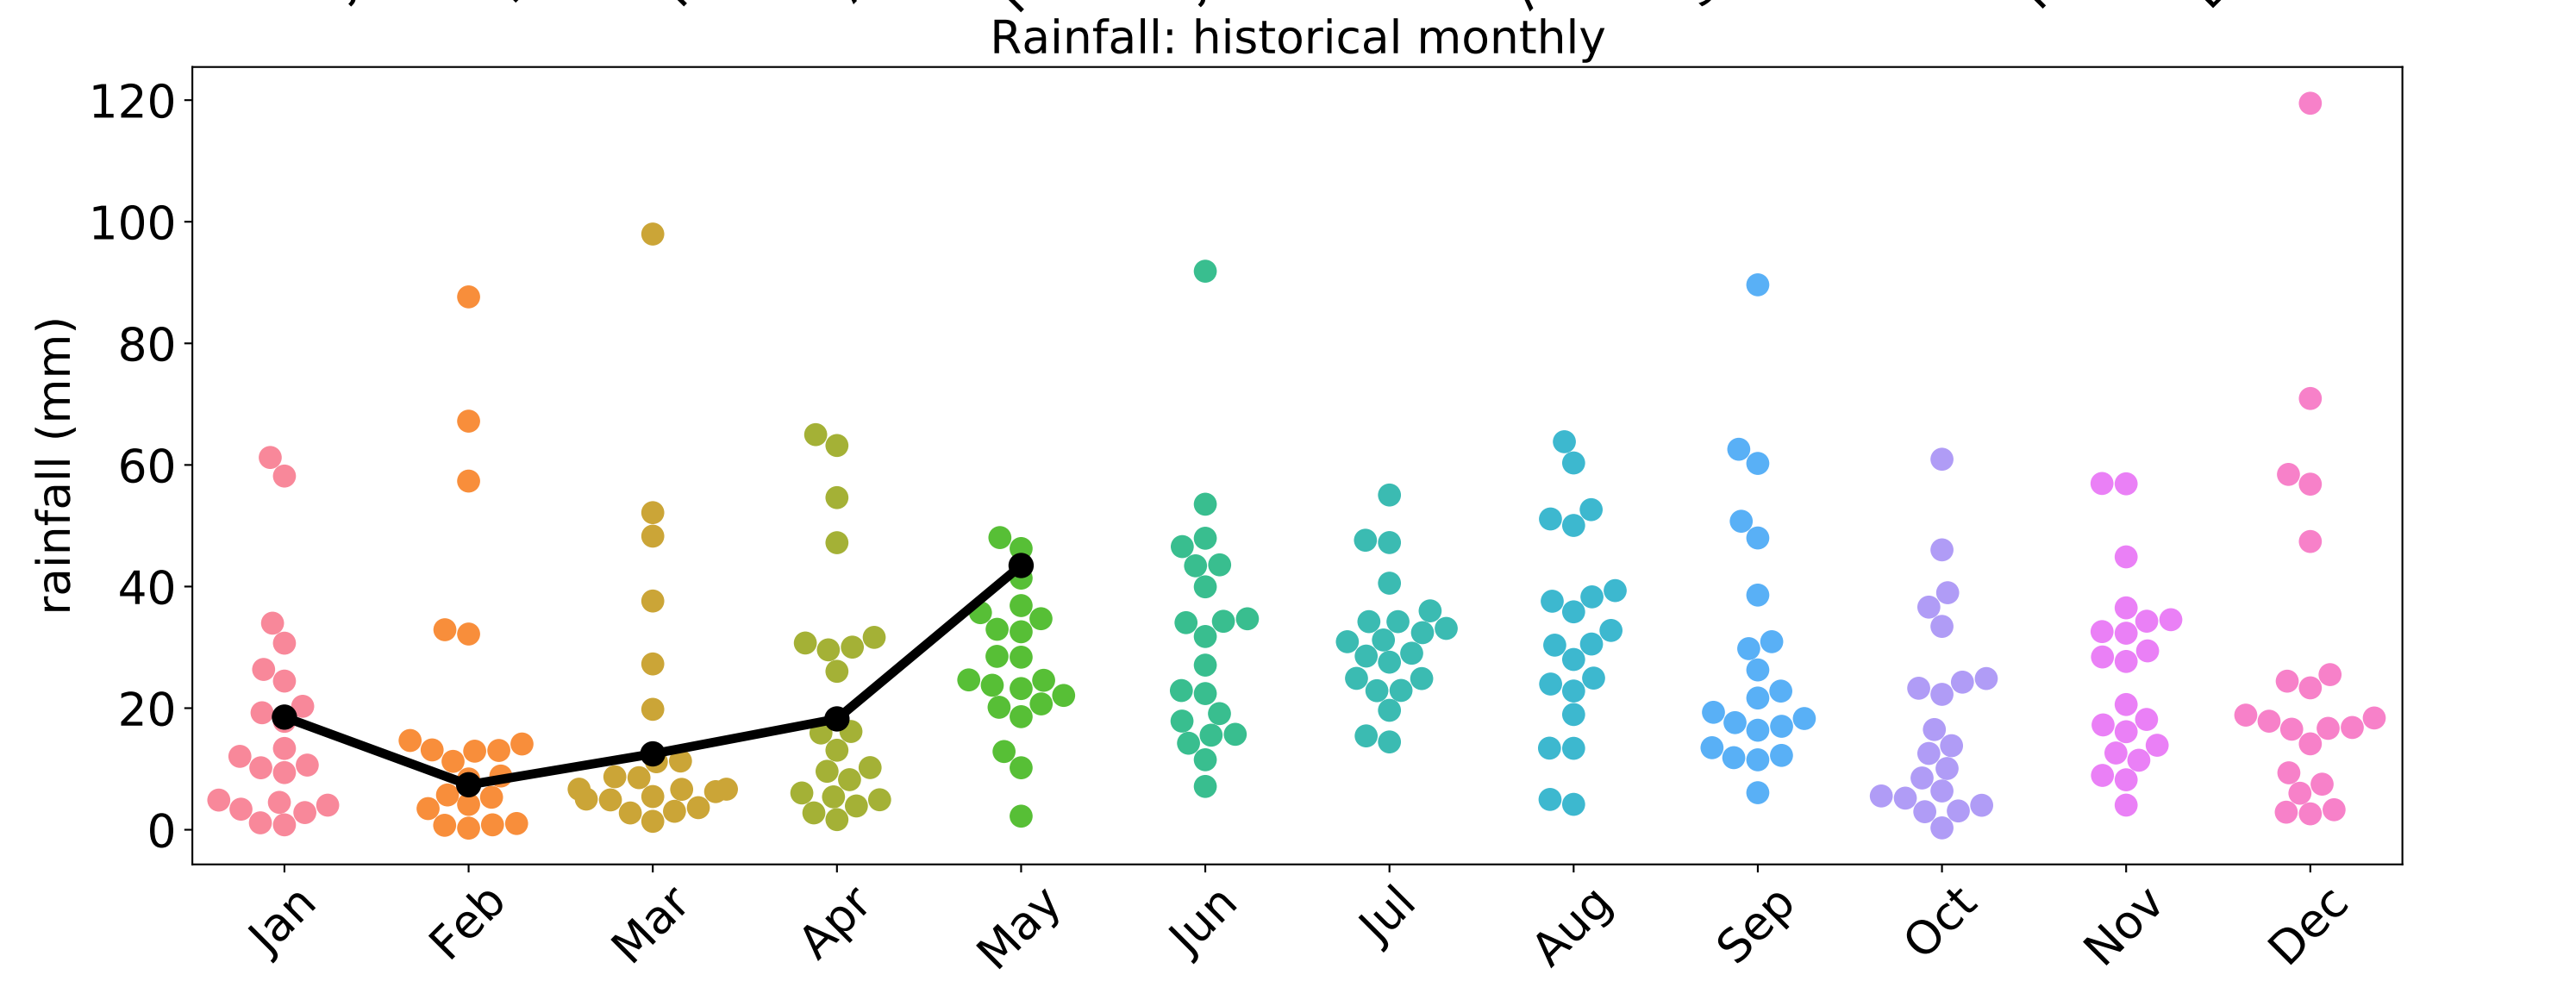 Rainfall: historical monthly
rainfall (mm)
120
100
80
60
40
20
0
Jan
Feb
Mar
Apr
May
Jun
Jul
Aug
Sep
Oct
Nov
Dec